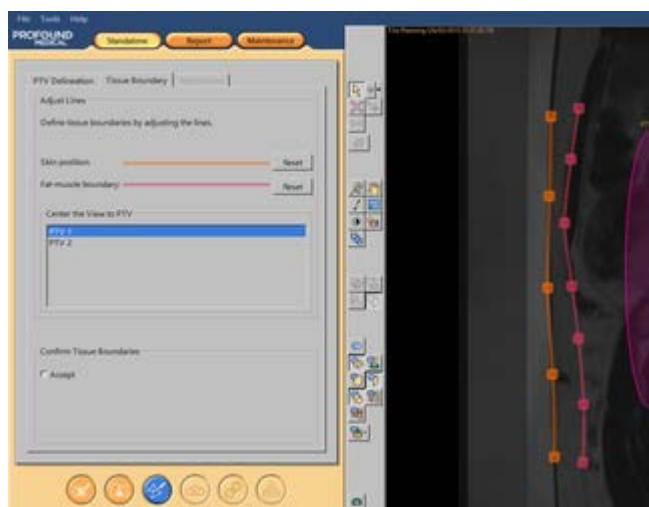 File Tools Help
PROFOUND
MEDICAL
Standalone Report Maintenance
PTV Delineation Tissue Boundary
Adjust Lines
Define tissue boundaries by adjusting the lines.
Skin position: Reset
Fat-muscle boundary: Reset
Center the View to PTV
PTV 1
PTV 2
Confirm Tissue Boundaries
Accept